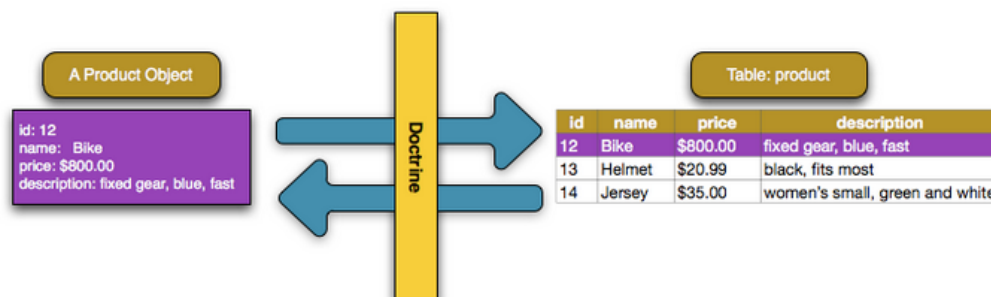 A Product Object
id: 12
name: Bike
price: $800.00
description: fixed gear, blue, fast
Doctrine
Table: product
id name price description
12 Bike $800.00 fixed gear, blue, fast
13 Helmet $20.99 black, fits most
14 Jersey $35.00 women's small, green and white